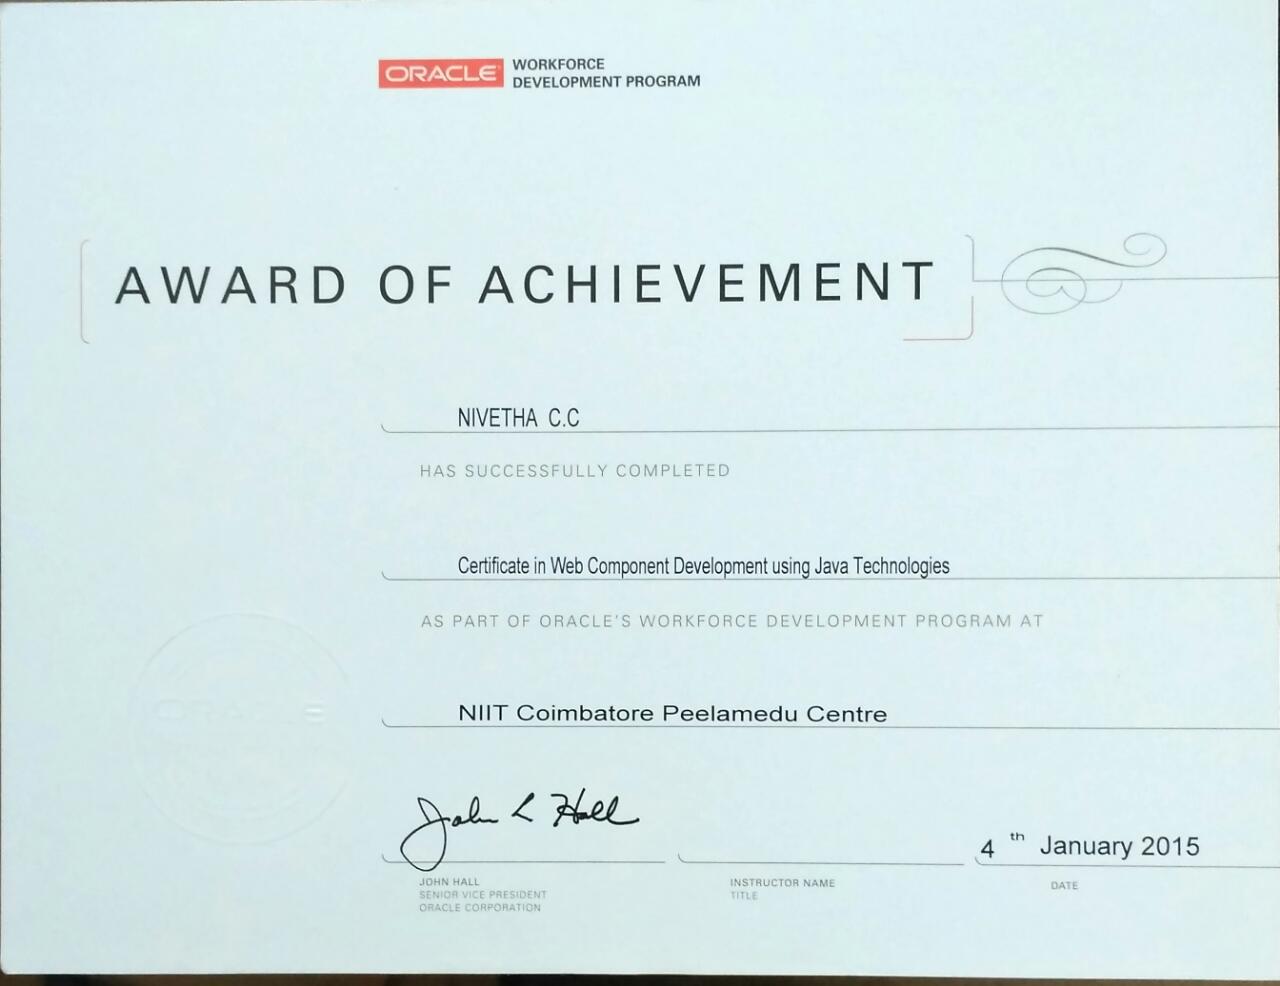 ORACLE WORKFORCE
DEVELOPMENT PROGRAM
AWARD OF ACHIEVEMENT
NIVETHA C.C
HAS SUCCESSFULLY COMPLETED
Certificate in Web Component Development using Java Technologies
AS PART OF ORACLE'S WORKFORCE DEVELOPMENT PROGRAM AT
NIIT Coimbatore Peelamedu Centre
ORACLE
John L Hall
4th January 2015
JOHN HALL
SENIOR VICE PRESIDENT
ORACLE CORPORATION
INSTRUCTOR NAME
TITLE
DATE